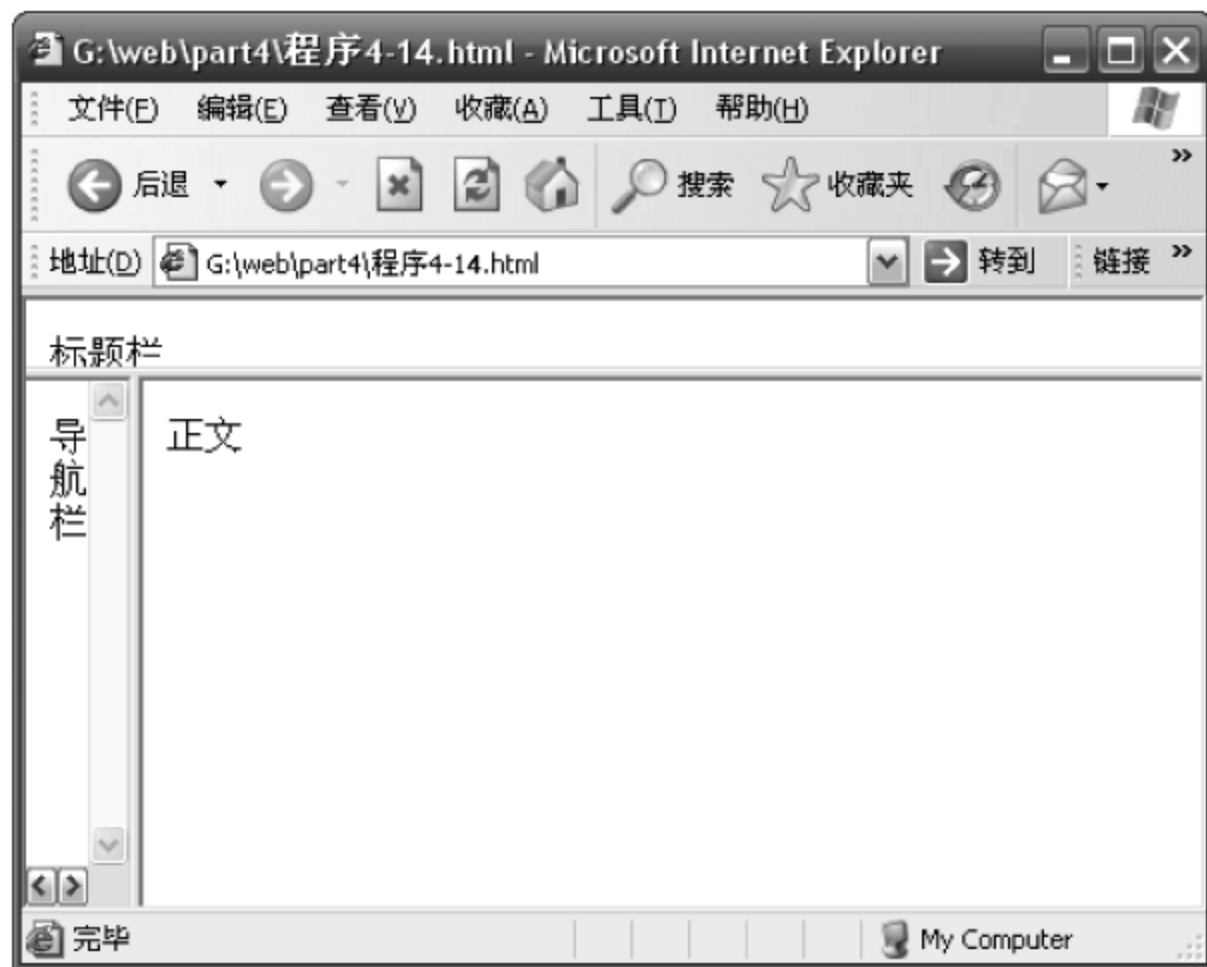 G:\web\part4\程序4-14.html - Microsoft Internet Explorer
文件(F) 编辑(E) 查看(V) 收藏(A) 工具(T) 帮助(H)
后退 搜索 收藏夹 »
地址(D) G:\web\part4\程序4-14.html 转到 链接 »
标题栏
导
航
栏
正文
完毕 My Computer